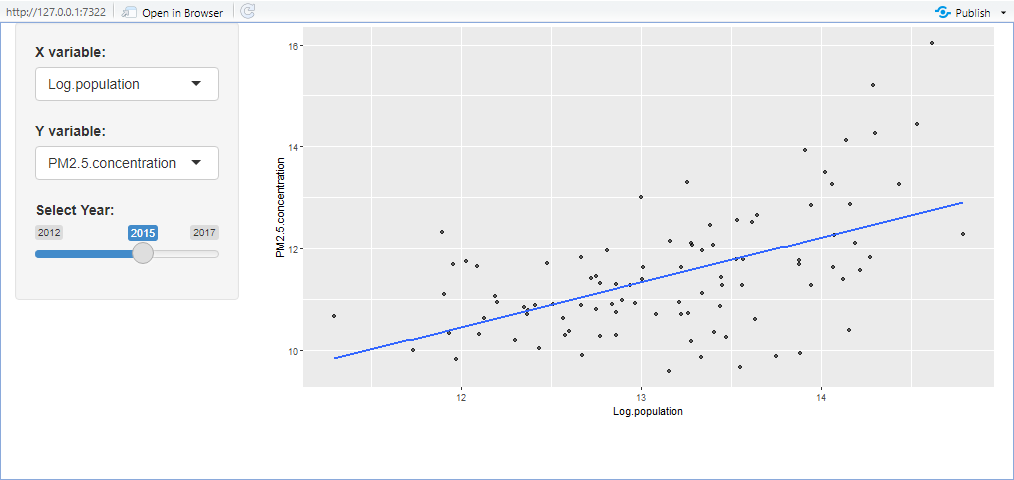 http://127.0.0.1:7322 Open in Browser Publish
X variable:
Log.population
Y variable:
PM2.5.concentration
Select Year:
2012 2015 2017
PM2.5.concentration
16
14
12
10
12 13 14
Log.population